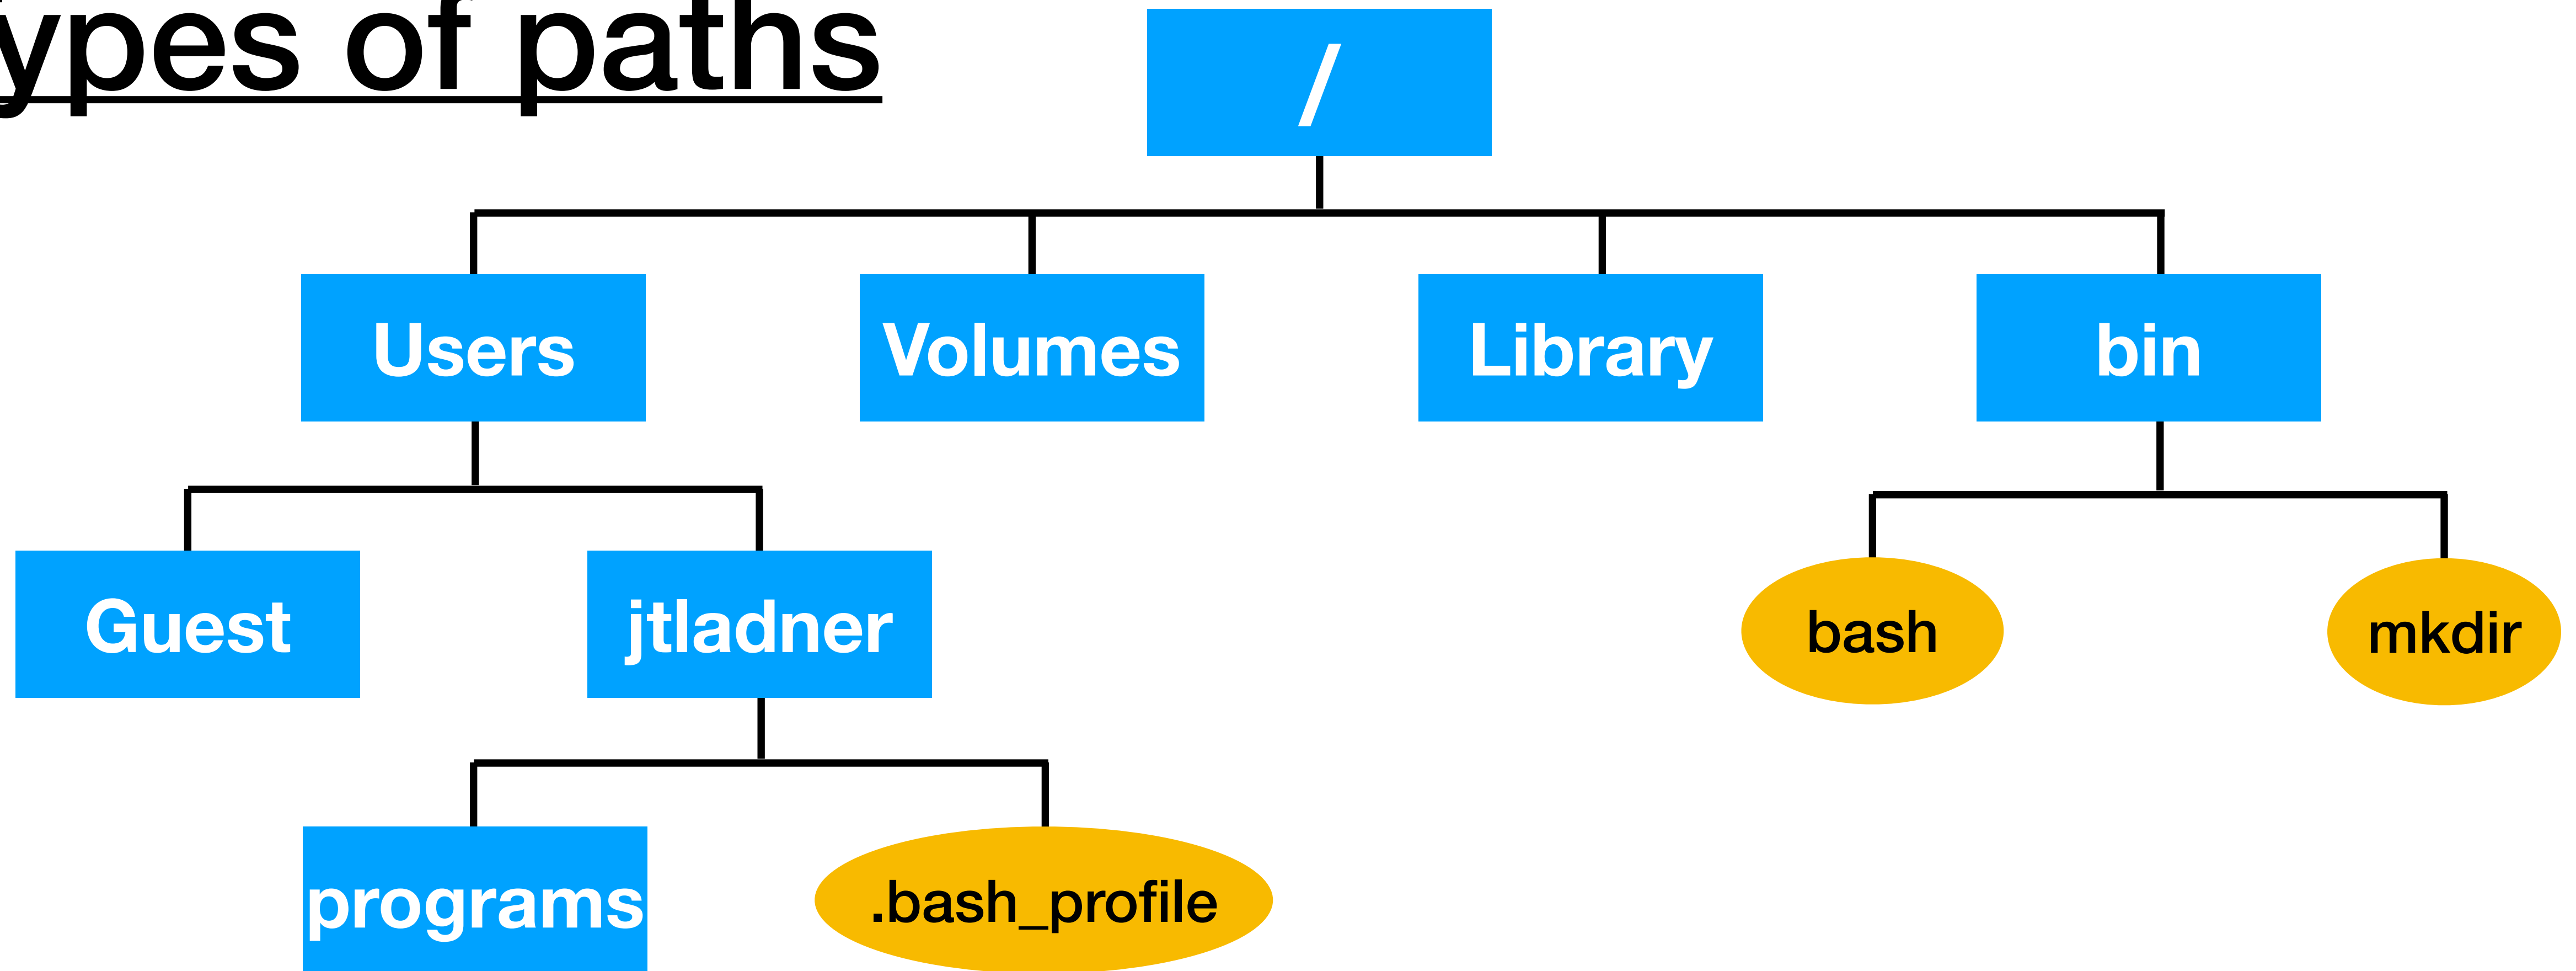 ypes of paths
/
Users Volumes Library bin
Guest jtladner bash mkdir
programs .bash_profile